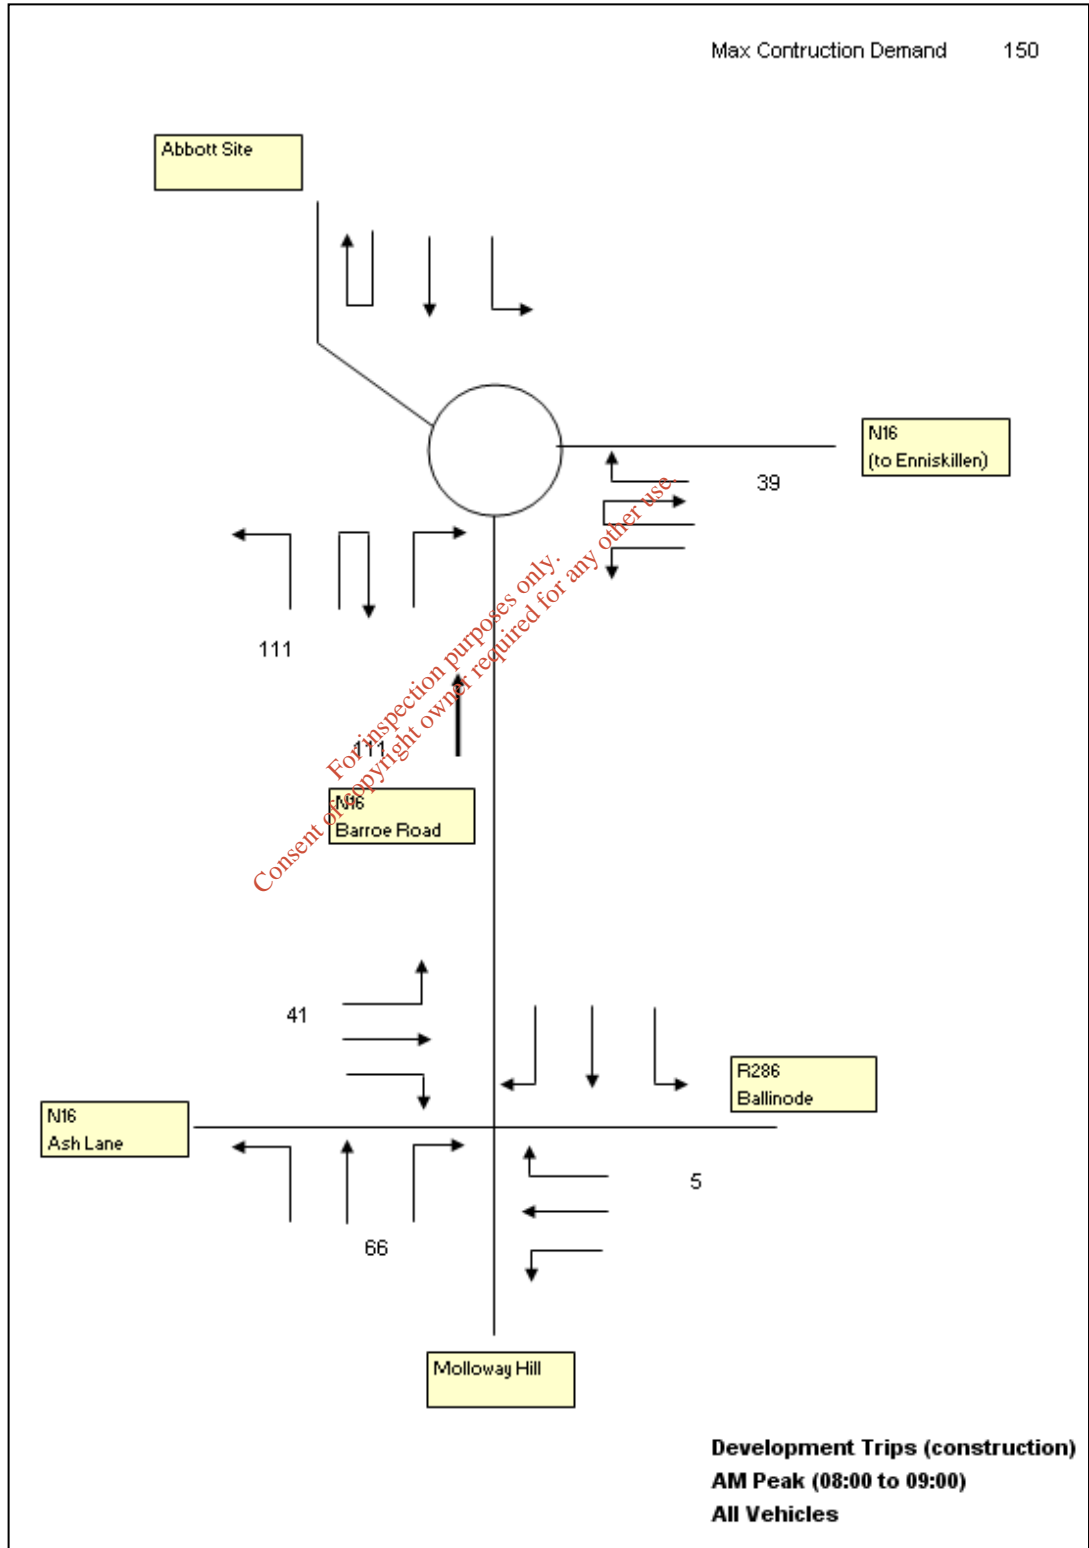 Max Contruction Demand 150
Abbott Site
N16
(to Enniskillen)
39
111
111
N16
Barroe Road
For inspection purposes only.
Consent of copyright owner required for any other use.
41
R286
Ballinode
N16
Ash Lane
5
66
Molloway Hill
Development Trips (construction)
AM Peak (08:00 to 09:00)
All Vehicles